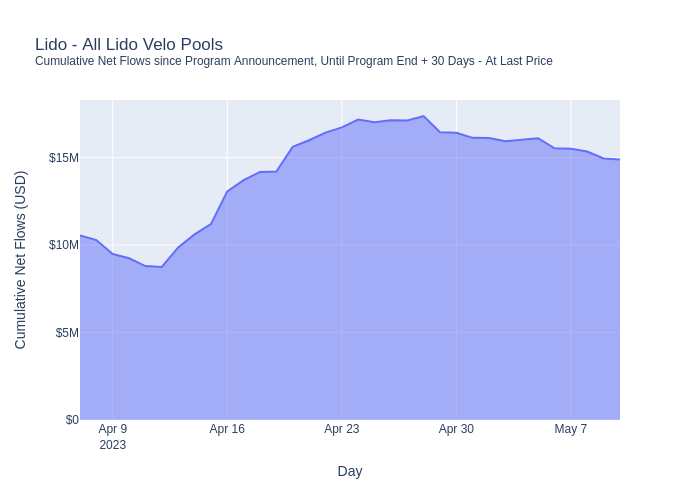 Lido - All Lido Velo Pools
Cumulative Net Flows since Program Announcement, Until Program End + 30 Days - At Last Price
Cumulative Net Flows (USD)
$15M
$10M
$5M
$0
Apr 9 Apr 16 Apr 23 Apr 30 May 7
2023
Day